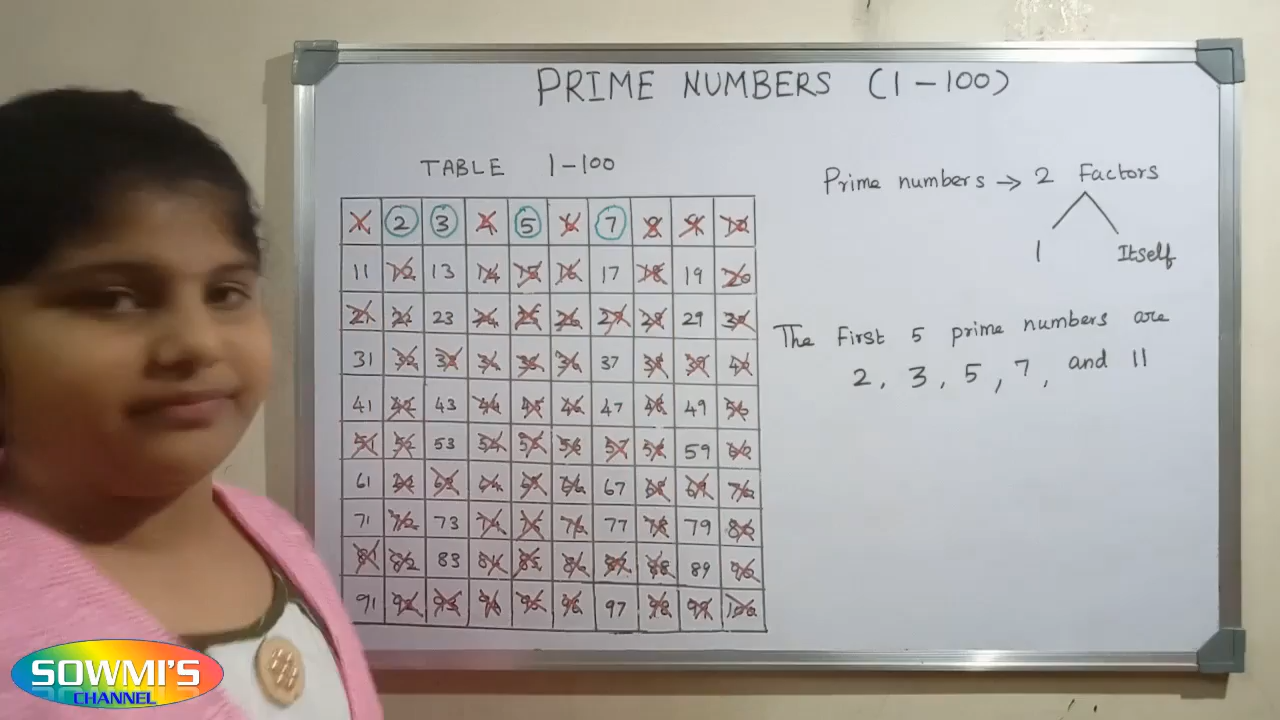 PRIME NUMBERS (1-100)
TABLE 1-100
Prime numbers → 2 Factors
1 Itself
The First 5 prime numbers are
2, 3, 5, 7, and 11
1 2 3 4 5 6 7 8 9 10
11 12 13 14 15 16 17 18 19 20
21 22 23 24 25 26 27 28 29 30
31 32 33 34 35 36 37 38 39 40
41 42 43 44 45 46 47 48 49 50
51 52 53 54 55 56 57 58 59 60
61 62 63 64 65 66 67 68 69 70
71 72 73 74 75 76 77 78 79 80
81 82 83 84 85 86 87 88 89 90
91 92 93 94 95 96 97 98 99 100
SOWMI'S
CHANNEL